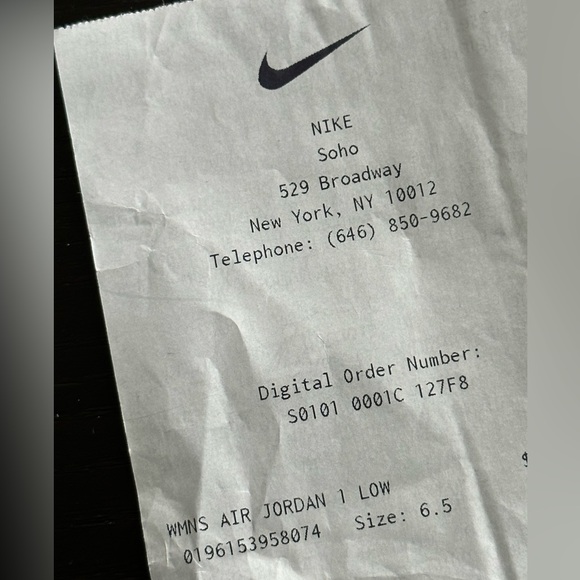 NIKE
Soho
529 Broadway
New York, NY 10012
Telephone: (646) 850-9682
Digital Order Number:
S0101 0001C 127F8
$
WMNS AIR JORDAN 1 LOW
0196153958074 Size: 6.5